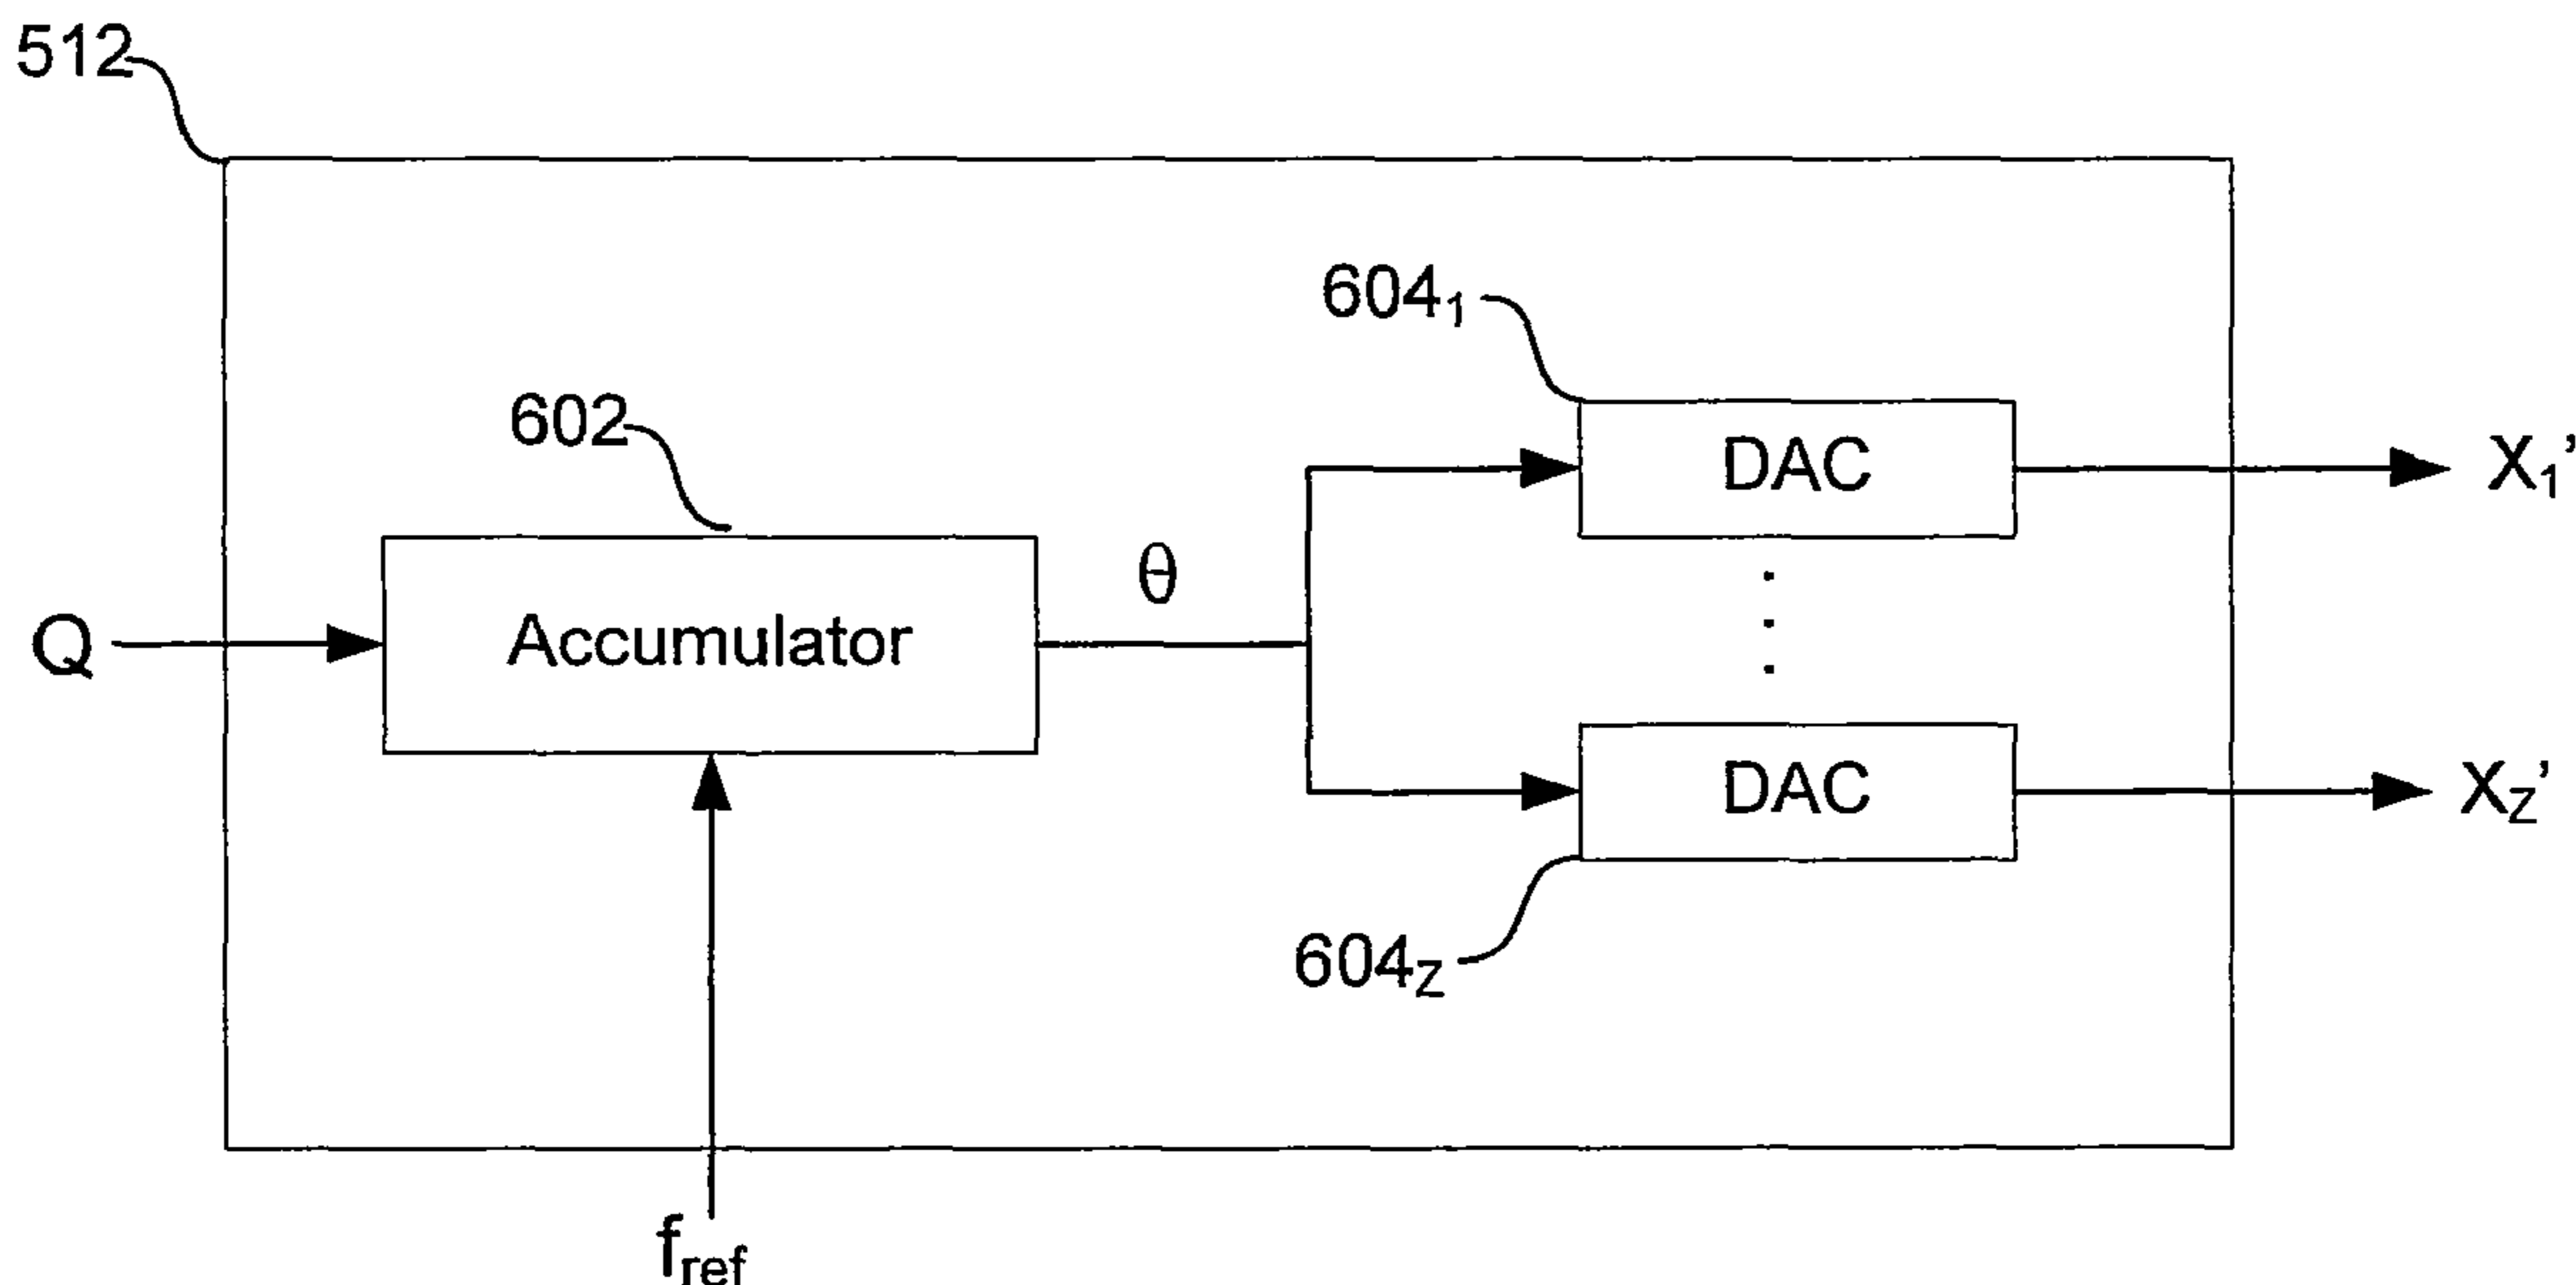 512
604₁
DAC
X₁’
602
θ
Q
Accumulator
DAC
X_Z’
604_Z
f_ref